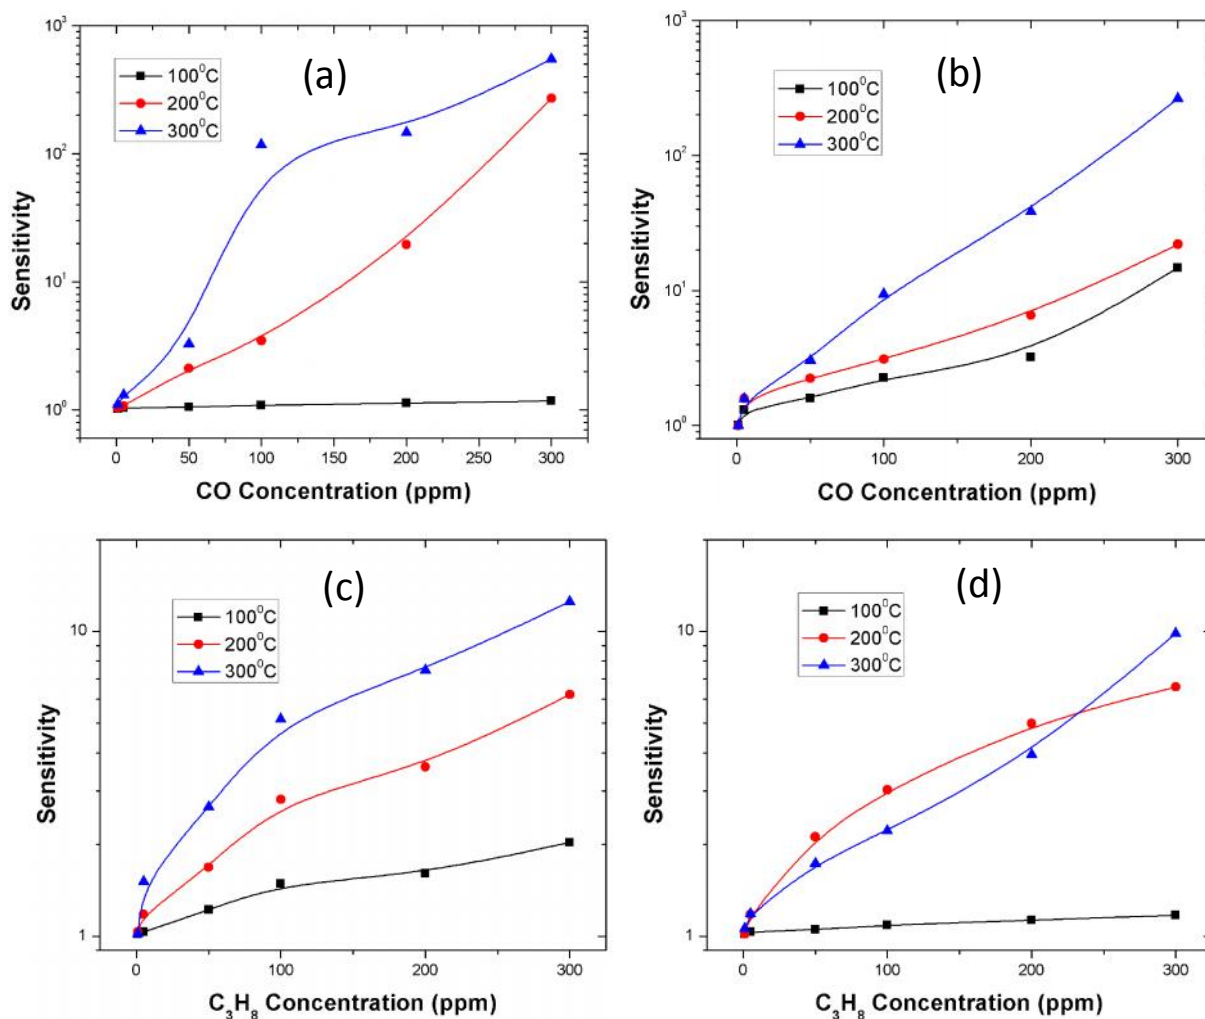 (a)
10³
10²
10¹
10⁰
Sensitivity
100⁰C
200⁰C
300⁰C
0 50 100 150 200 250 300
CO Concentration (ppm)
(b)
10³
10²
10¹
10⁰
Sensitivity
100⁰C
200⁰C
300⁰C
0 100 200 300
CO Concentration (ppm)
(c)
10
1
Sensitivity
100⁰C
200⁰C
300⁰C
0 100 200 300
C₃H₈ Concentration (ppm)
(d)
10
1
Sensitivity
100⁰C
200⁰C
300⁰C
0 100 200 300
C₃H₈ Concentration (ppm)